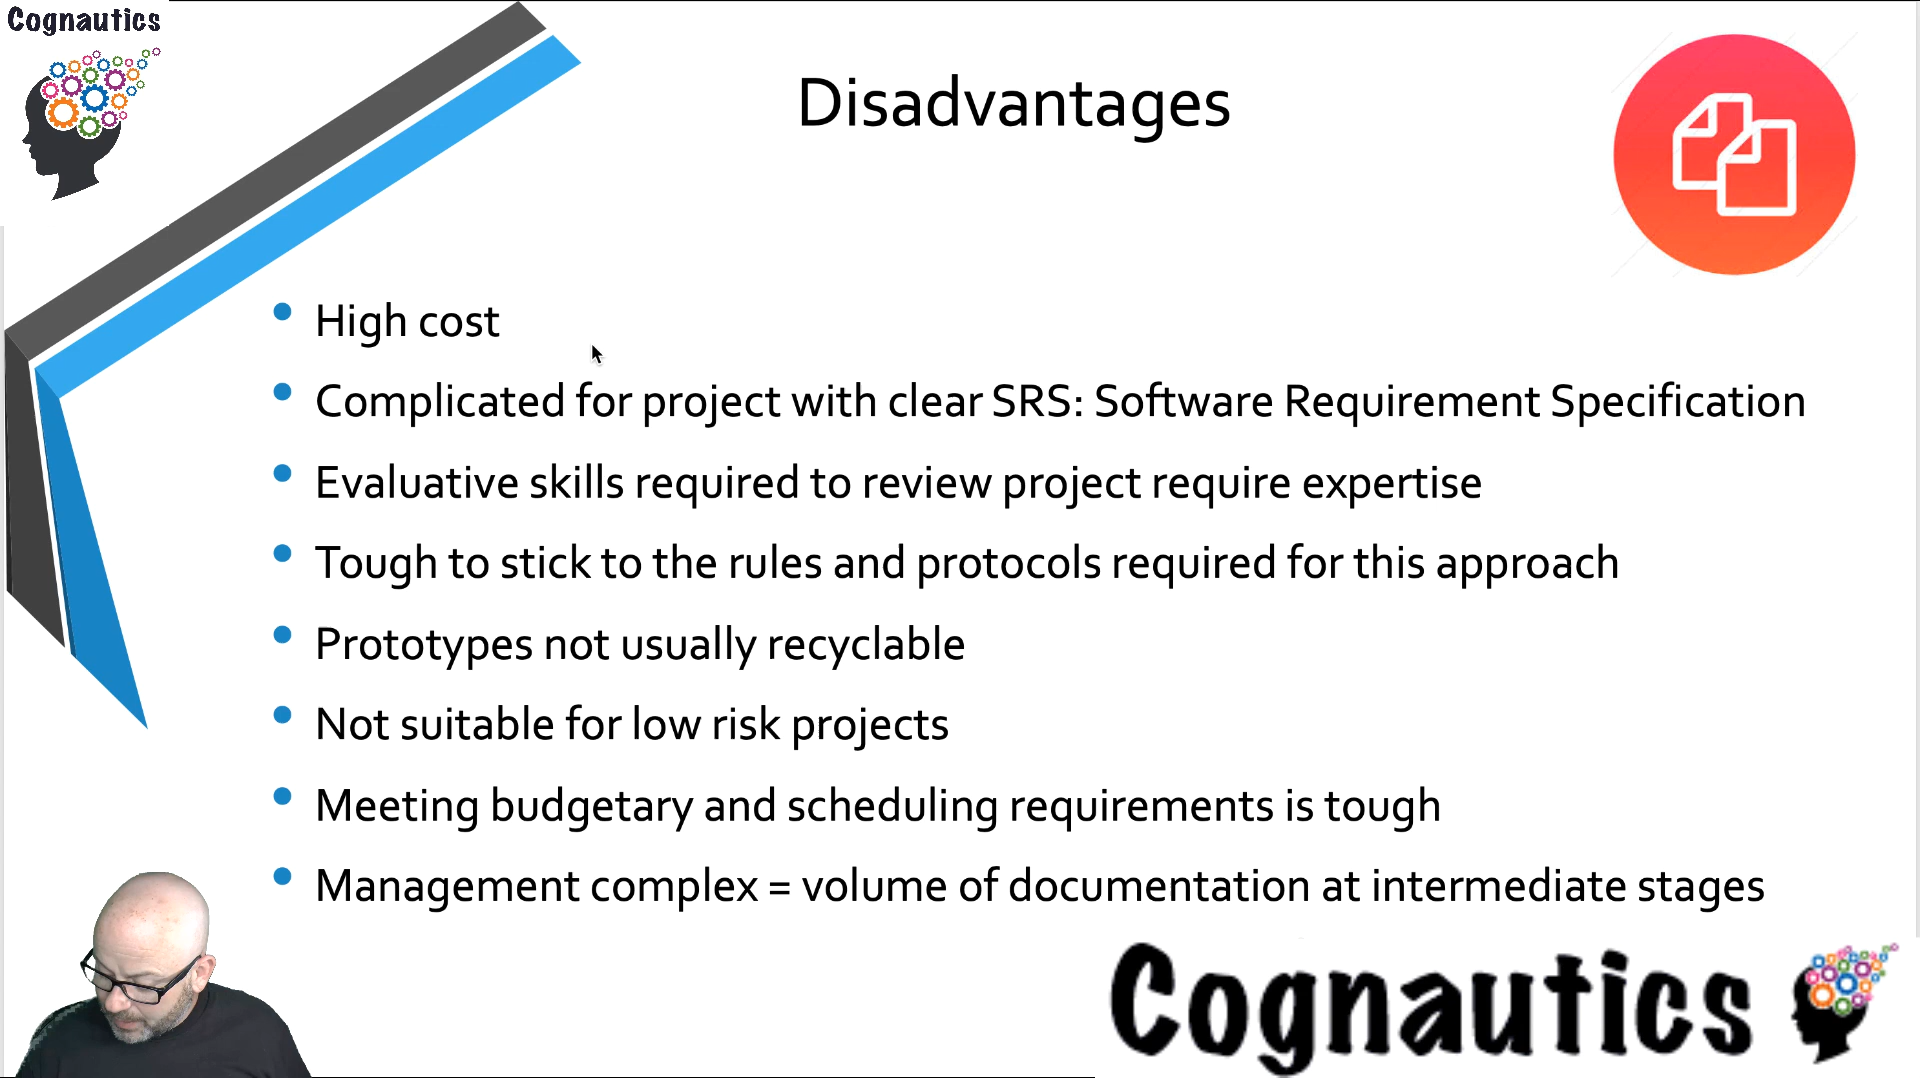 Cognautics
Disadvantages
High cost
Complicated for project with clear SRS: Software Requirement Specification
Evaluative skills required to review project require expertise
Tough to stick to the rules and protocols required for this approach
Prototypes not usually recyclable
Not suitable for low risk projects
Meeting budgetary and scheduling requirements is tough
Management complex = volume of documentation at intermediate stages
Cognautics